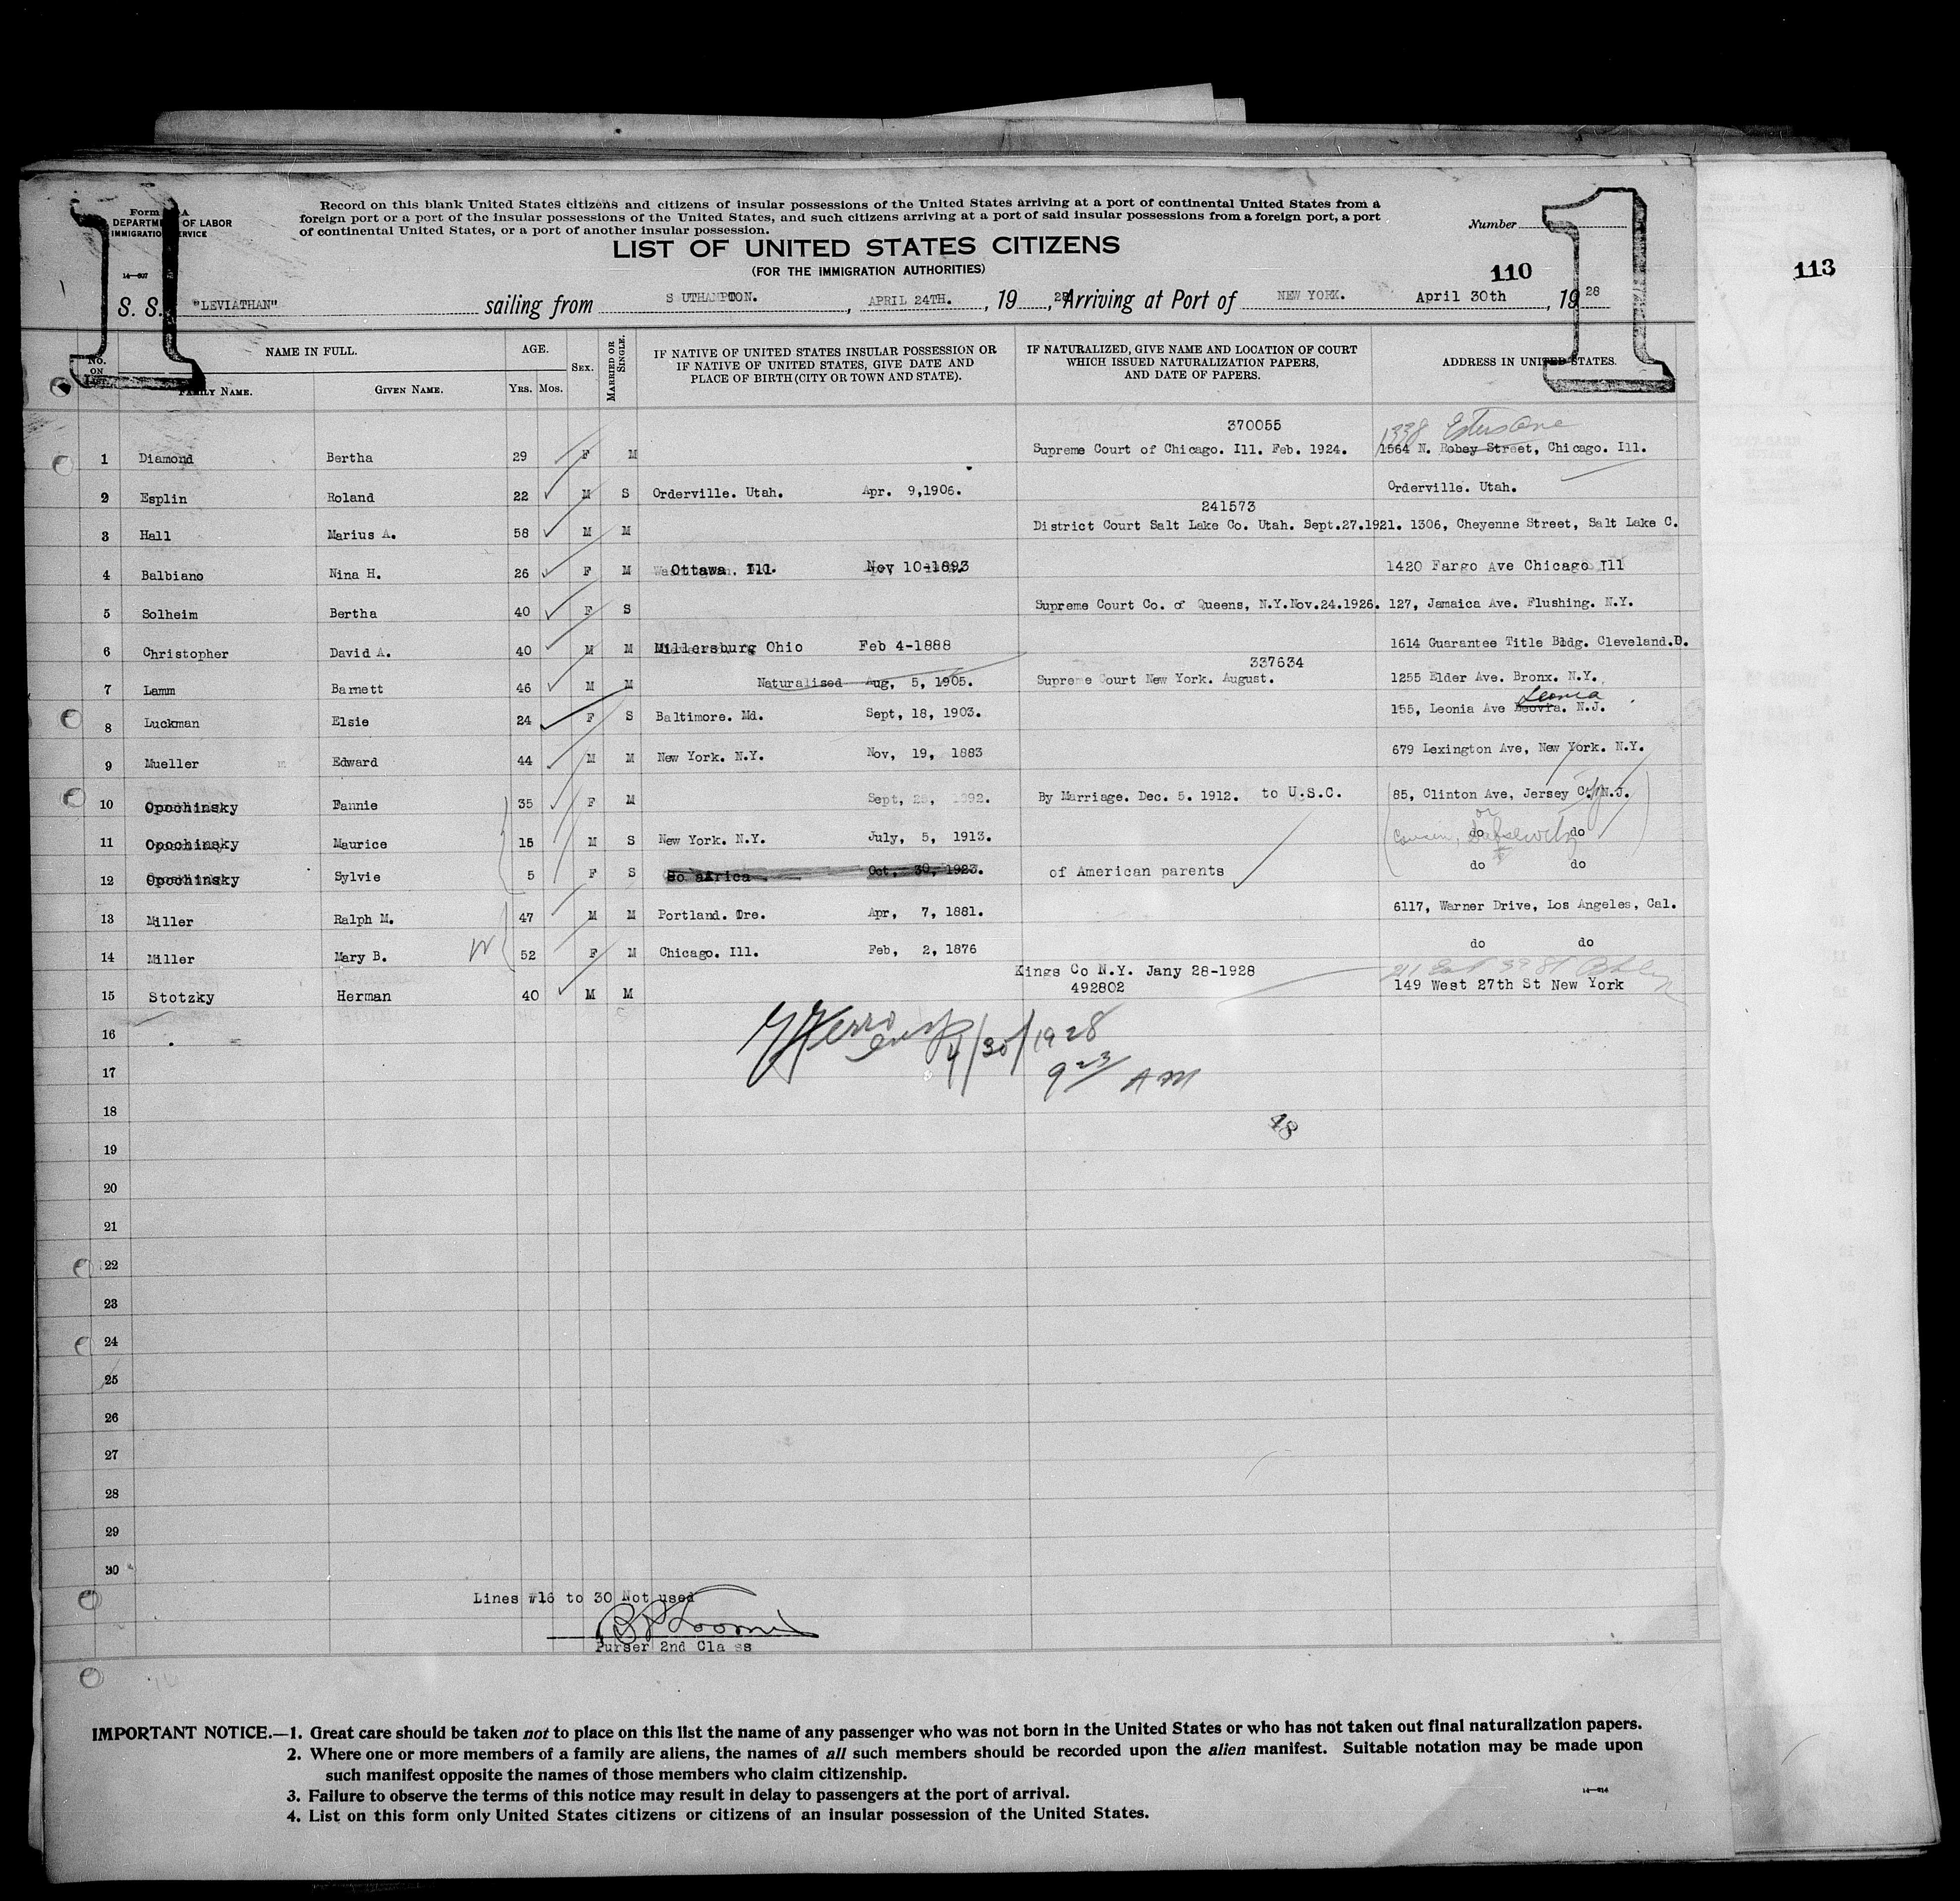 Form A
DEPARTMENT OF LABOR
IMMIGRATION SERVICE
14—607
Record on this blank United States citizens and citizens of insular possessions of the United States arriving at a port of continental United States from a
foreign port or a port of the insular possessions of the United States, and such citizens arriving at a port of said insular possessions from a foreign port, a port
of continental United States, or a port of another insular possession.
LIST OF UNITED STATES CITIZENS
(FOR THE IMMIGRATION AUTHORITIES)
Number
1 1
110
113
S. S. "LEVIATHAN" sailing from S UTHAMPTON. , APRIL 24TH. , 19 28, Arriving at Port of NEW YORK. April 30th , 19 28
No. ON LIST. NAME IN FULL. AGE. SEX. MARRIED OR SINGLE. IF NATIVE OF UNITED STATES INSULAR POSSESSION OR IF NATIVE OF UNITED STATES, GIVE DATE AND PLACE OF BIRTH (CITY OR TOWN AND STATE). IF NATURALIZED, GIVE NAME AND LOCATION OF COURT WHICH ISSUED NATURALIZATION PAPERS, AND DATE OF PAPERS. ADDRESS IN UNITED STATES.
FAMILY NAME. GIVEN NAME. YRS. MOS.
370055 1338
1 Diamond Bertha 29 F M Supreme Court of Chicago. Ill. Feb. 1924. 1564 N. Robey Street, Chicago. Ill.
2 Esplin Roland 22 M S Orderville. Utah. Apr. 9,1906. Orderville. Utah.
241573
3 Hall Marius A. 58 M M District Court Salt Lake Co. Utah. Sept.27.1921. 1306, Cheyenne Street, Salt Lake C.
4 Balbiano Nina H. 26 F M Ottawa Ill. Nov 10-1893 1420 Fargo Ave Chicago Ill
5 Solheim Bertha 40 F S Supreme Court Co. of Queens, N.Y.Nov.24.1926. 127, Jamaica Ave. Flushing. N.Y.
6 Christopher David A. 40 M M Millersburg Ohio Feb 4-1888 1614 Guarantee Title Bldg. Cleveland.O.
337634
7 Lamm Barnett 46 M M Naturalised Aug, 5, 1905. Supreme Court New York. August. 1255 Elder Ave. Bronx. N.Y.
Leonia
8 Luckman Elsie 24 F S Baltimore. Md. Sept, 18, 1903. 155, Leonia Ave Leovia. N.J.
9 Mueller Edward 44 M M New York. N.Y. Nov, 19, 1883 679 Lexington Ave, New York. N.Y.
10 Opochinsky Fannie 35 F M Sept, 28, 1892. By Marriage. Dec. 5. 1912. to U.S.C. 85, Clinton Ave, Jersey C. N.J.
or
11 Opochinsky Maurice 15 M S New York. N.Y. July, 5, 1913. do do
12 Opochinsky Sylvie 5 F S So africa Oct, 30, 1923. of American parents do do
13 Miller Ralph M. 47 M M Portland. Ore. Apr, 7, 1881. 6117, Warner Drive, Los Angeles, Cal.
14 Miller Mary B. 52 F M Chicago. Ill. Feb, 2, 1876 do do
Kings Co N.Y. Jany 28-1928
15 Stotzky Herman 40 M M 492802 149 West 27th St New York
16
4/30/1928
17
9 23 AM
18
48
19
20
21
22
23
24
25
26
27
28
29
30
Lines #16 to 30 Not used
Purser 2nd Class
IMPORTANT NOTICE.—1. Great care should be taken not to place on this list the name of any passenger who was not born in the United States or who has not taken out final naturalization papers.
2. Where one or more members of a family are aliens, the names of all such members should be recorded upon the alien manifest. Suitable notation may be made upon
such manifest opposite the names of those members who claim citizenship.
3. Failure to observe the terms of this notice may result in delay to passengers at the port of arrival.
4. List on this form only United States citizens or citizens of an insular possession of the United States.
14—214